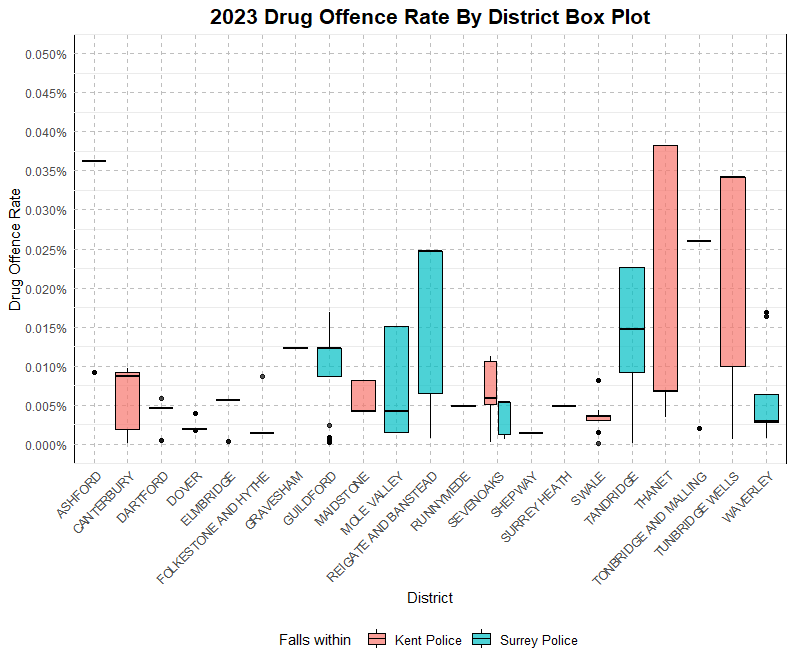 2023 Drug Offence Rate By District Box Plot
0.050%
0.045%
0.040%
0.035%
0.030%
0.025%
0.020%
0.015%
0.010%
0.005%
0.000%
Drug Offence Rate
ASHFORD
CANTERBURY
DARTFORD
DOVER
ELMBRIDGE
FOLKESTONE AND HYTHE
GRAVESHAM
GUILDFORD
MAIDSTONE
MOLE VALLEY
REIGATE AND BANSTEAD
RUNNYMEDE
SEVENOAKS
SHEPWAY
SURREY HEATH
SWALE
TANDRIDGE
THANET
TONBRIDGE AND MALLING
TUNBRIDGE WELLS
WAVERLEY
District
Falls within Kent Police Surrey Police